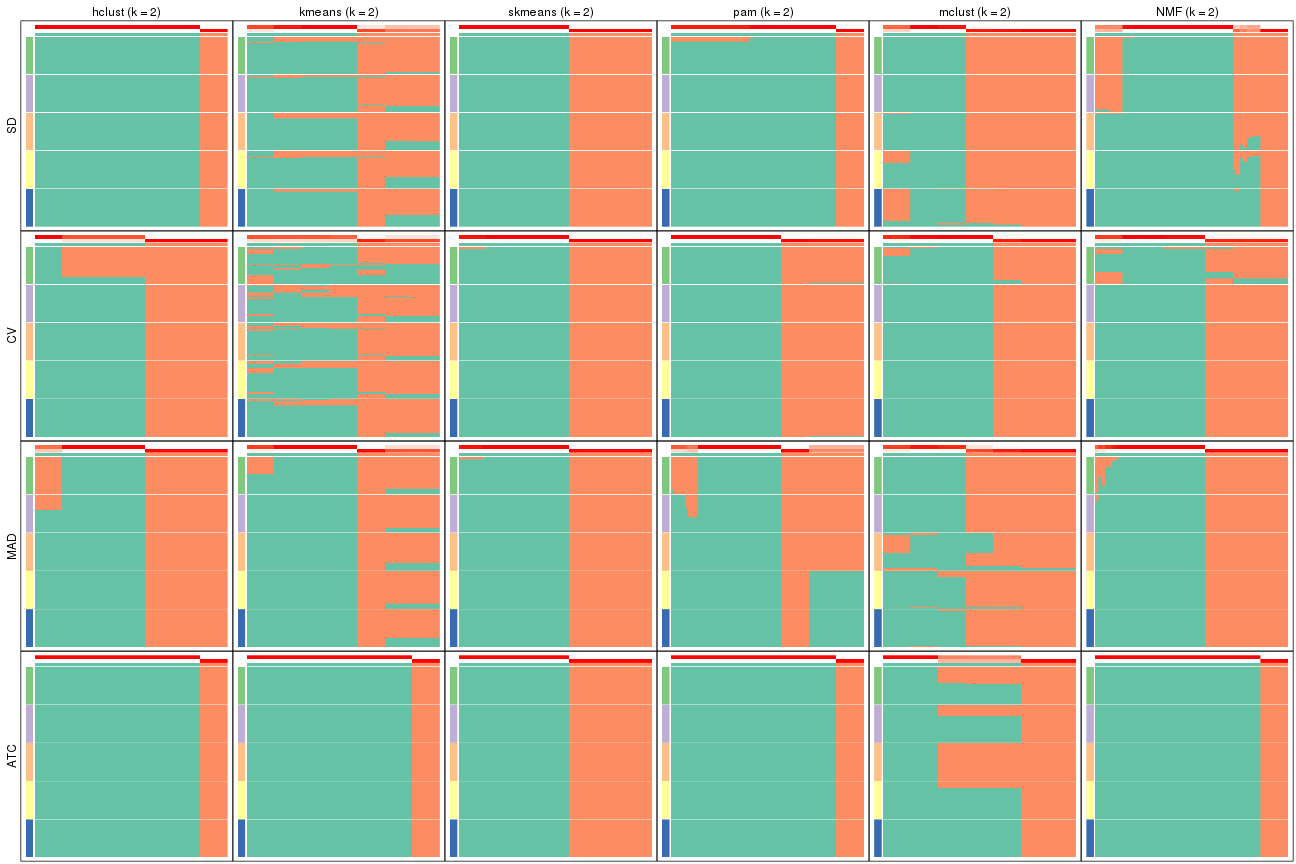 hclust (k = 2) kmeans (k = 2) skmeans (k = 2) pam (k = 2) mclust (k = 2) NMF (k = 2)
SD
CV
MAD
ATC